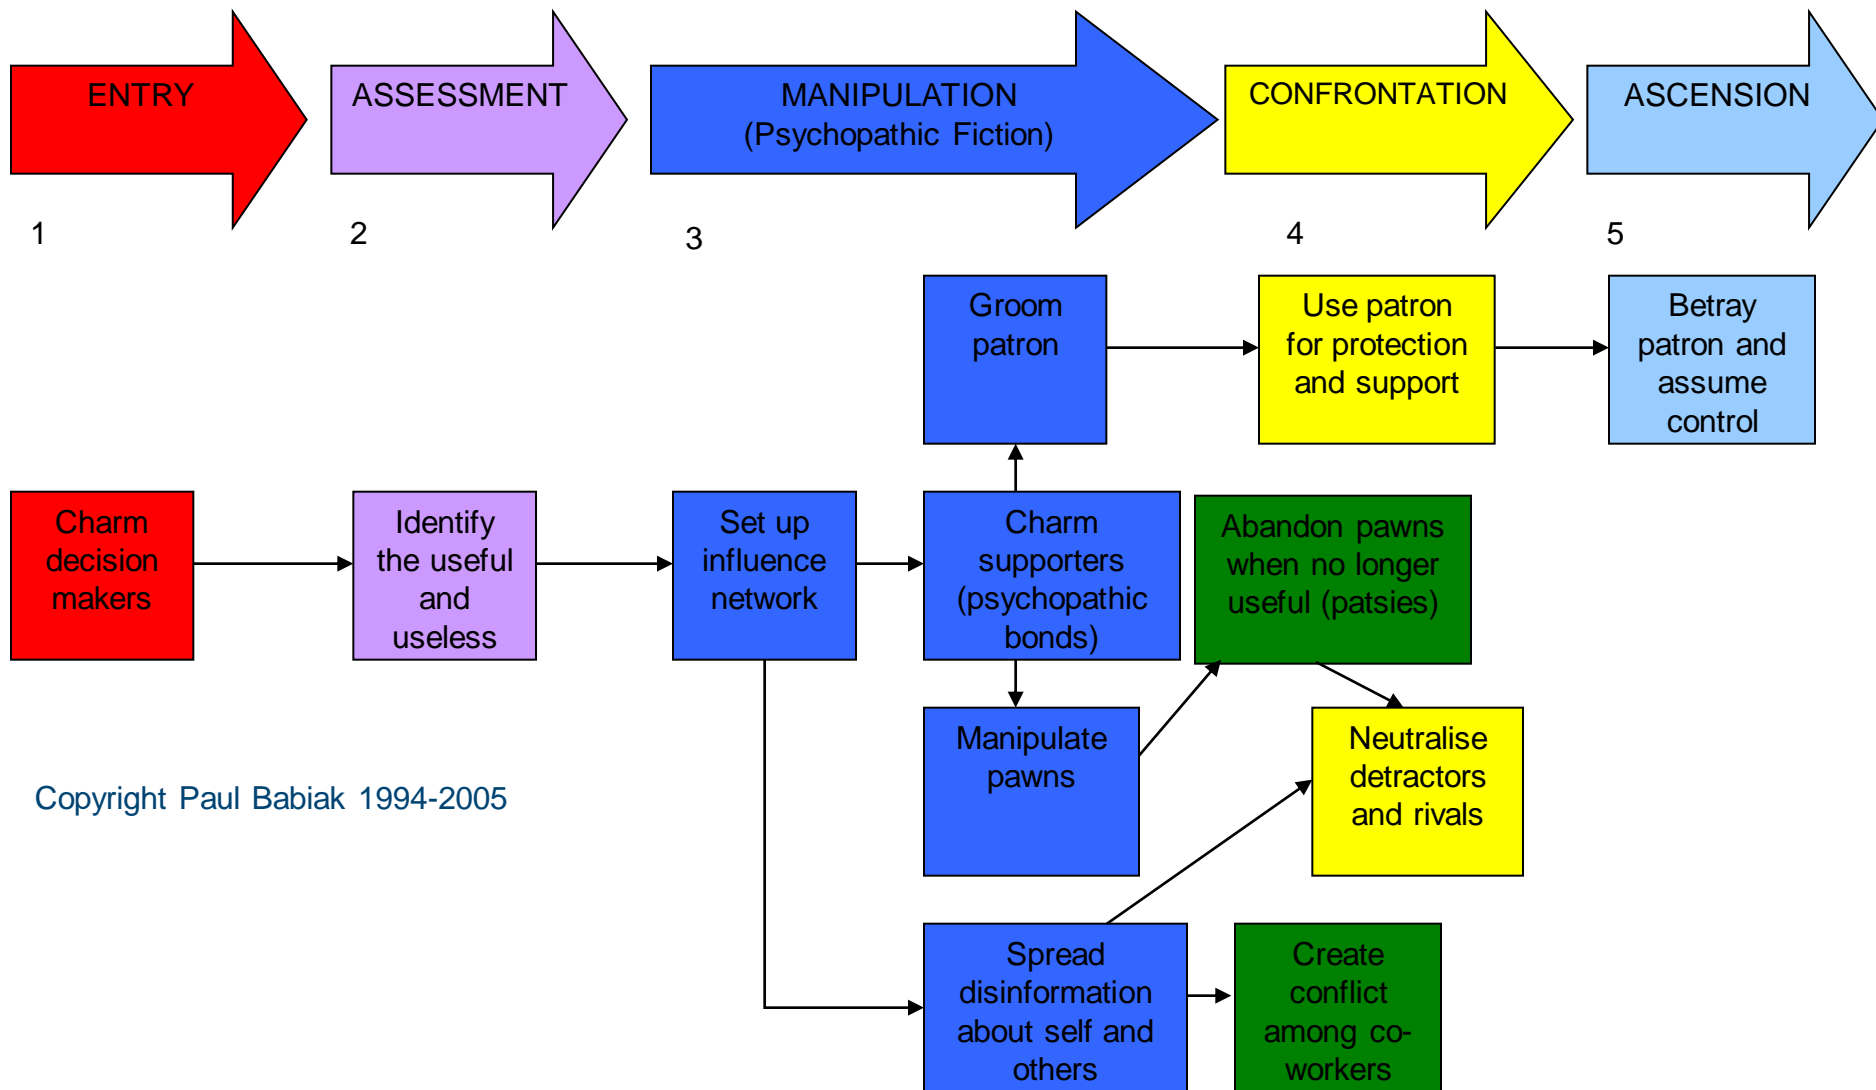 ENTRY
ASSESSMENT
MANIPULATION
(Psychopathic Fiction)
CONFRONTATION
ASCENSION
1
2
3
4
5
Groom
patron
Use patron
for protection
and support
Betray
patron and
assume
control
Charm
decision
makers
Identify
the useful
and
useless
Set up
influence
network
Charm
supporters
(psychopathic
bonds)
Abandon pawns
when no longer
useful (patsies)
Manipulate
pawns
Neutralise
detractors
and rivals
Copyright Paul Babiak 1994-2005
Spread
disinformation
about self and
others
Create
conflict
among co-
workers